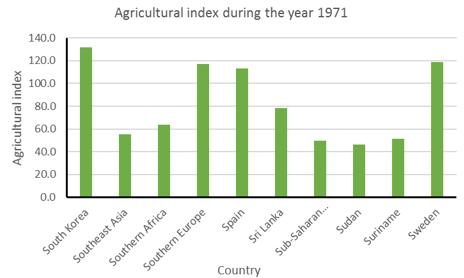 Agricultural index during the year 1971
Agricultural index
140.0
120.0
100.0
80.0
60.0
40.0
20.0
0.0
South Korea
Southeast Asia
Southern Africa
Southern Europe
Spain
Sri Lanka
Sub-Saharan...
Sudan
Suriname
Sweden
Country